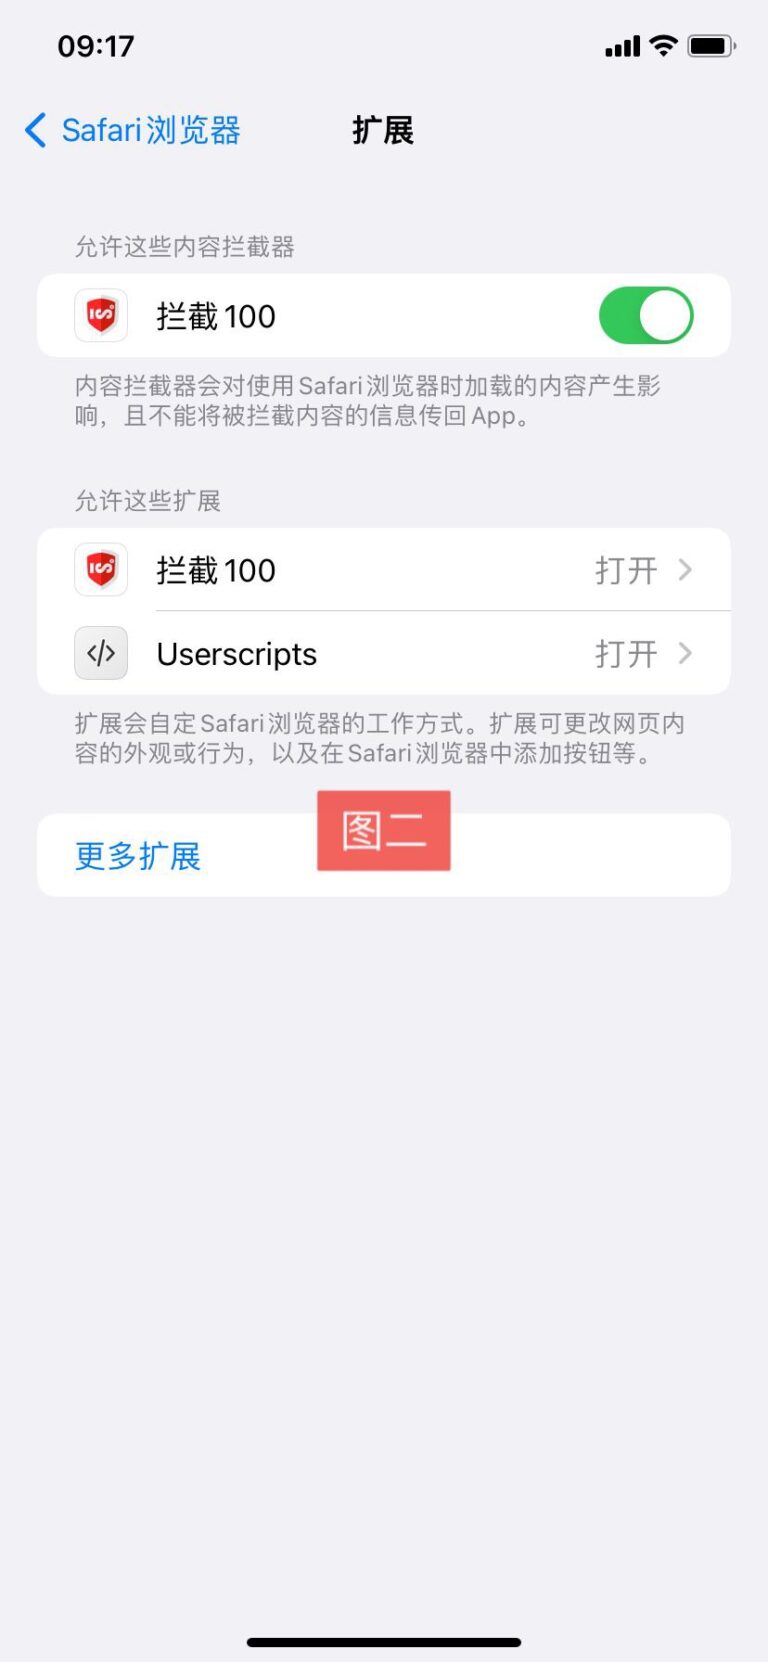 09:17
Safari浏览器
扩展
允许这些内容拦截器
拦截100
内容拦截器会对使用Safari浏览器时加载的内容产生影
响，且不能将被拦截内容的信息传回App。
允许这些扩展
拦截100 打开
Userscripts 打开
扩展会自定Safari浏览器的工作方式。扩展可更改网页内
容的外观或行为，以及在Safari浏览器中添加按钮等。
图二
更多扩展